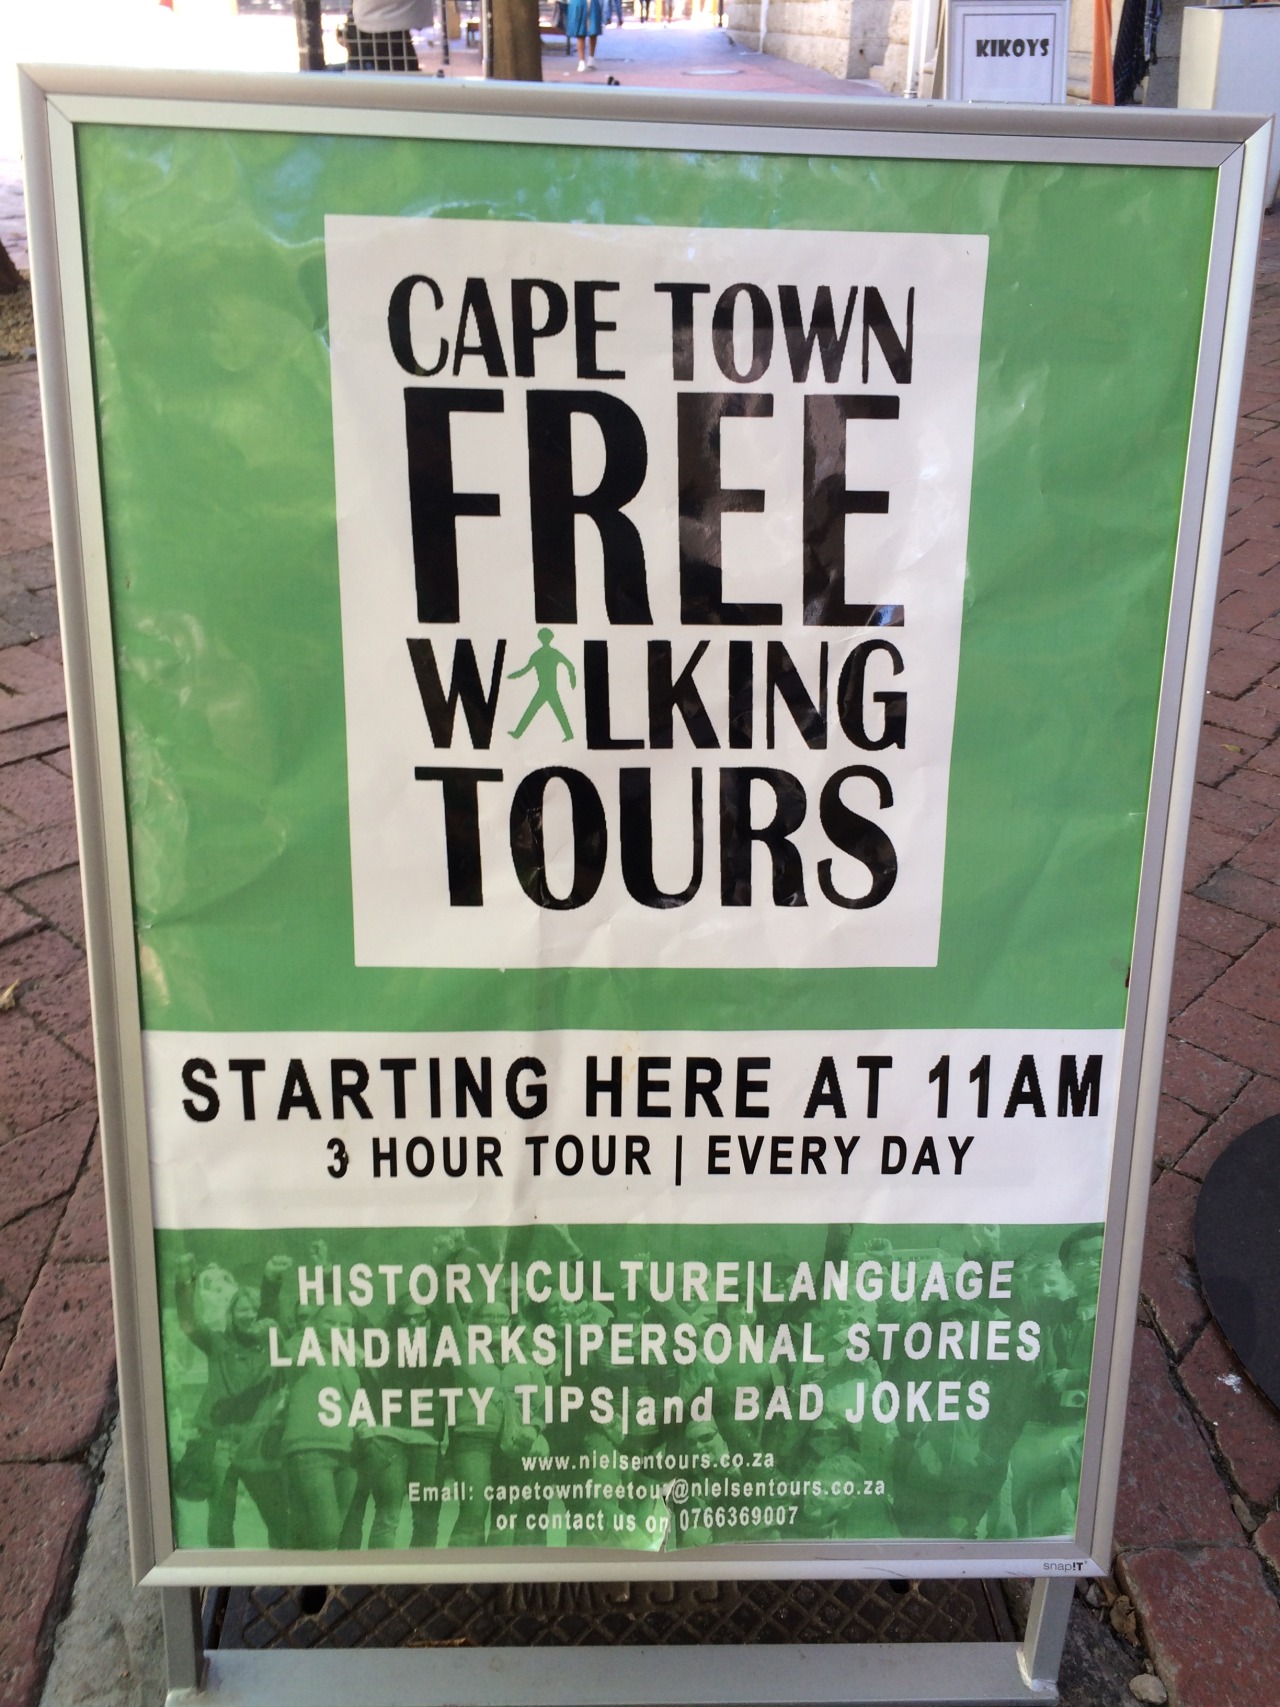 KIKOYS
CAPE TOWN
FREE
WALKING
TOURS
STARTING HERE AT 11AM
3 HOUR TOUR | EVERY DAY
HISTORY|CULTURE|LANGUAGE
LANDMARKS|PERSONAL STORIES
SAFETY TIPS|and BAD JOKES
www.nielsentours.co.za
Email: capetownfreetour@nielsentours.co.za
or contact us on 0766369007
snap!T